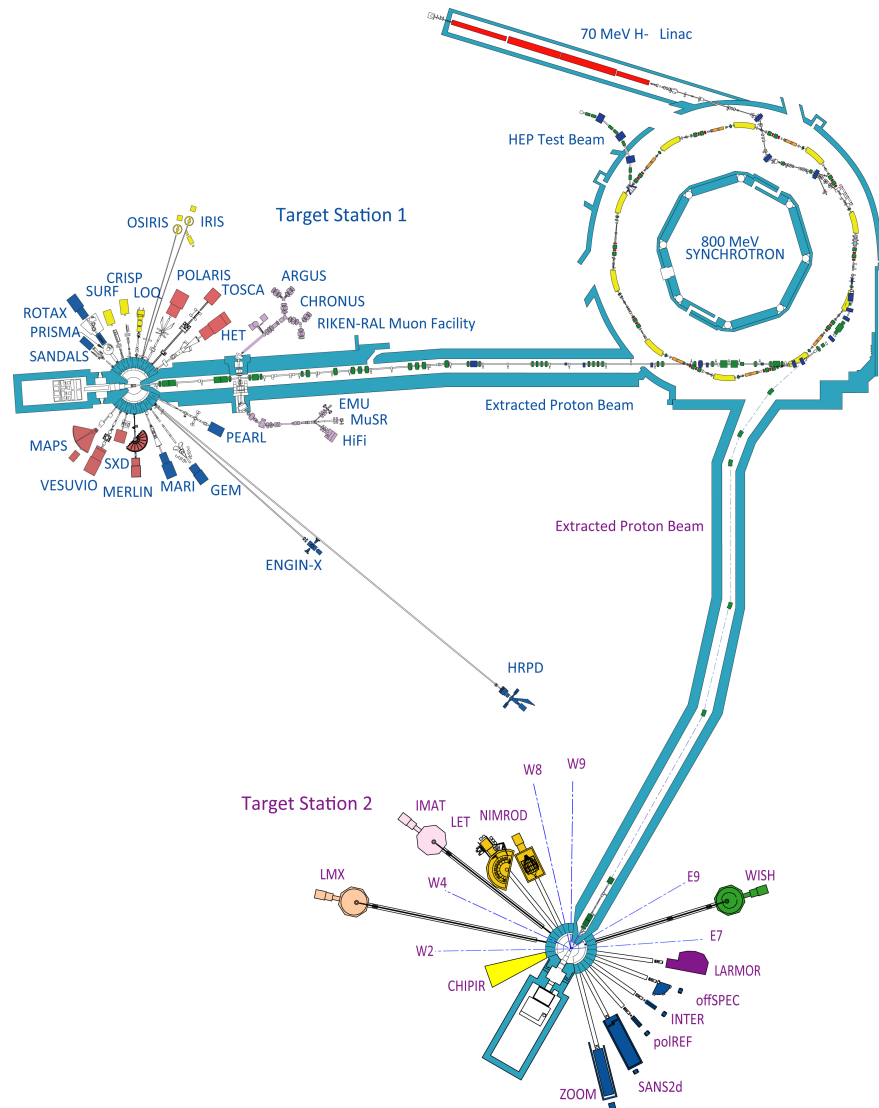 70 MeV H- Linac
HEP Test Beam
Target Station 1
OSIRIS
IRIS
800 MeV
SYNCHROTRON
CRISP
POLARIS
ARGUS
SURF
LOQ
TOSCA
CHRONUS
ROTAX
RIKEN-RAL Muon Facility
PRISMA
HET
SANDALS
EMU
MuSR
HiFi
Extracted Proton Beam
PEARL
MAPS
SXD
VESUVIO
MERLIN
MARI
GEM
Extracted Proton Beam
ENGIN-X
HRPD
Target Station 2
W8
W9
IMAT
LET
NIMROD
LMX
W4
E9
WISH
W2
E7
CHIPIR
LARMOR
offSPEC
INTER
polREF
SANS2d
ZOOM